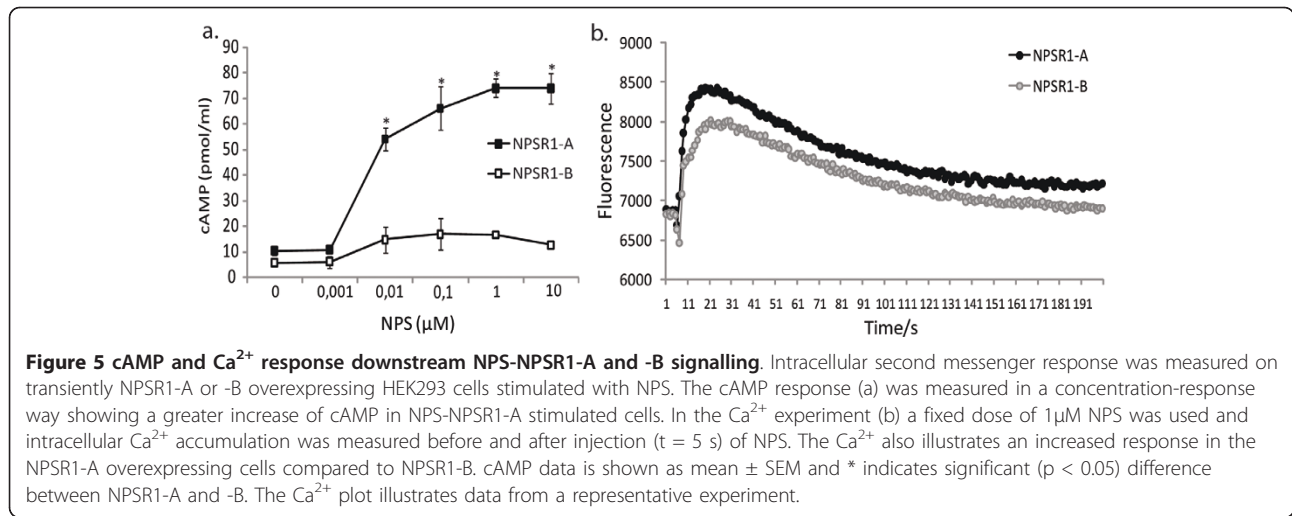 a.
90
80
70
60
50
40
30
20
10
0
cAMP (pmol/ml)
*
*
*
*
NPSR1-A
NPSR1-B
0 0,001 0,01 0,1 1 10
NPS (μM)
b.
9000
8500
8000
7500
7000
6500
6000
Fluorescence
NPSR1-A
NPSR1-B
1 11 21 31 41 51 61 71 81 91 101 111 121 131 141 151 161 171 181 191
Time/s
Figure 5 cAMP and Ca²⁺ response downstream NPS-NPSR1-A and -B signalling. Intracellular second messenger response was measured on
transiently NPSR1-A or -B overexpressing HEK293 cells stimulated with NPS. The cAMP response (a) was measured in a concentration-response
way showing a greater increase of cAMP in NPS-NPSR1-A stimulated cells. In the Ca²⁺ experiment (b) a fixed dose of 1μM NPS was used and
intracellular Ca²⁺ accumulation was measured before and after injection (t = 5 s) of NPS. The Ca²⁺ also illustrates an increased response in the
NPSR1-A overexpressing cells compared to NPSR1-B. cAMP data is shown as mean ± SEM and * indicates significant (p < 0.05) difference
between NPSR1-A and -B. The Ca²⁺ plot illustrates data from a representative experiment.